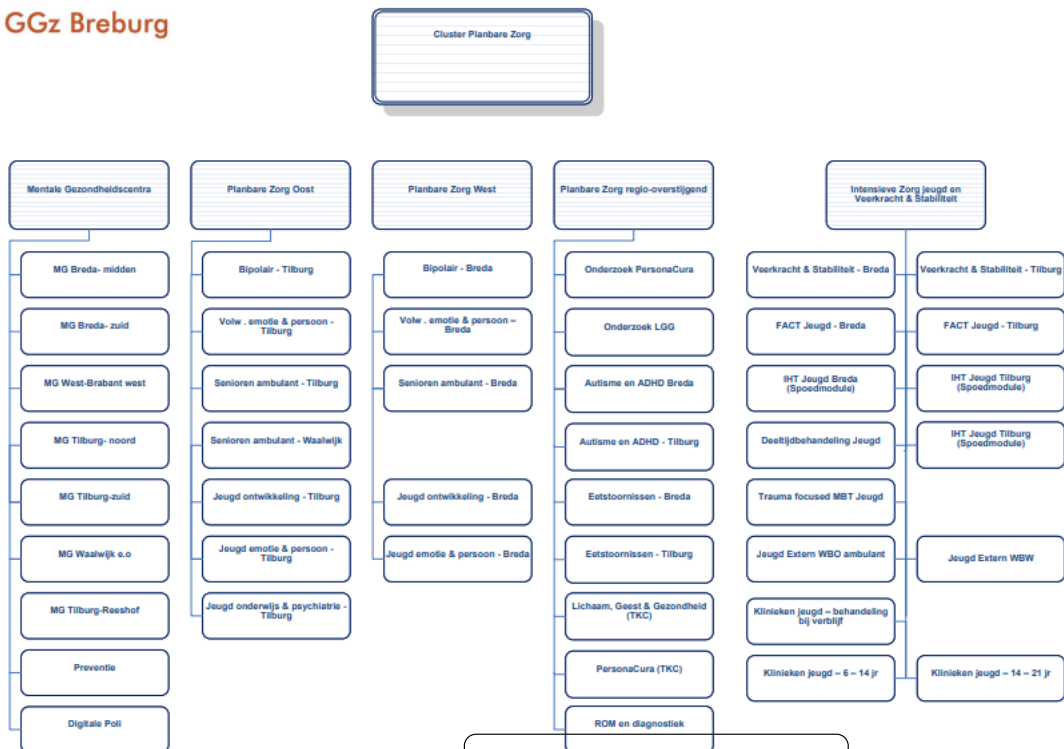 GGz Breburg
Cluster Planbare Zorg
Mentale Gezondheidscentra
MG Breda- midden
MG Breda- zuid
MG West-Brabant west
MG Tilburg- noord
MG Tilburg-zuid
MG Waalwijk e.o
MG Tilburg-Reeshof
Preventie
Digitale Poli
Planbare Zorg Oost
Bipolair - Tilburg
Volw . emotie & persoon -
Tilburg
Senioren ambulant - Tilburg
Senioren ambulant - Waalwijk
Jeugd ontwikkeling - Tilburg
Jeugd emotie & persoon -
Tilburg
Jeugd onderwijs & psychiatrie -
Tilburg
Planbare Zorg West
Bipolair - Breda
Volw . emotie & persoon –
Breda
Senioren ambulant - Breda
Jeugd ontwikkeling - Breda
Jeugd emotie & persoon - Breda
Planbare Zorg regio-overstijgend
Onderzoek PersonaCura
Onderzoek LGG
Autisme en ADHD Breda
Autisme en ADHD - Tilburg
Eetstoornissen - Breda
Eetstoornissen - Tilburg
Lichaam, Geest & Gezondheid
(TKC)
PersonaCura (TKC)
ROM en diagnostiek
Intensieve Zorg jeugd en
Veerkracht & Stabiliteit
Veerkracht & Stabiliteit - Breda
Veerkracht & Stabiliteit - Tilburg
FACT Jeugd - Breda
FACT Jeugd - Tilburg
IHT Jeugd Breda
(Spoedmodule)
IHT Jeugd Tilburg
(Spoedmodule)
Deeltijdbehandeling Jeugd
IHT Jeugd Tilburg
(Spoedmodule)
Trauma focused MBT Jeugd
Jeugd Extern WBO ambulant
Jeugd Extern WBW
Klinieken jeugd – behandeling
bij verblijf
Klinieken jeugd – 6 – 14 jr
Klinieken jeugd – 14 – 21 jr